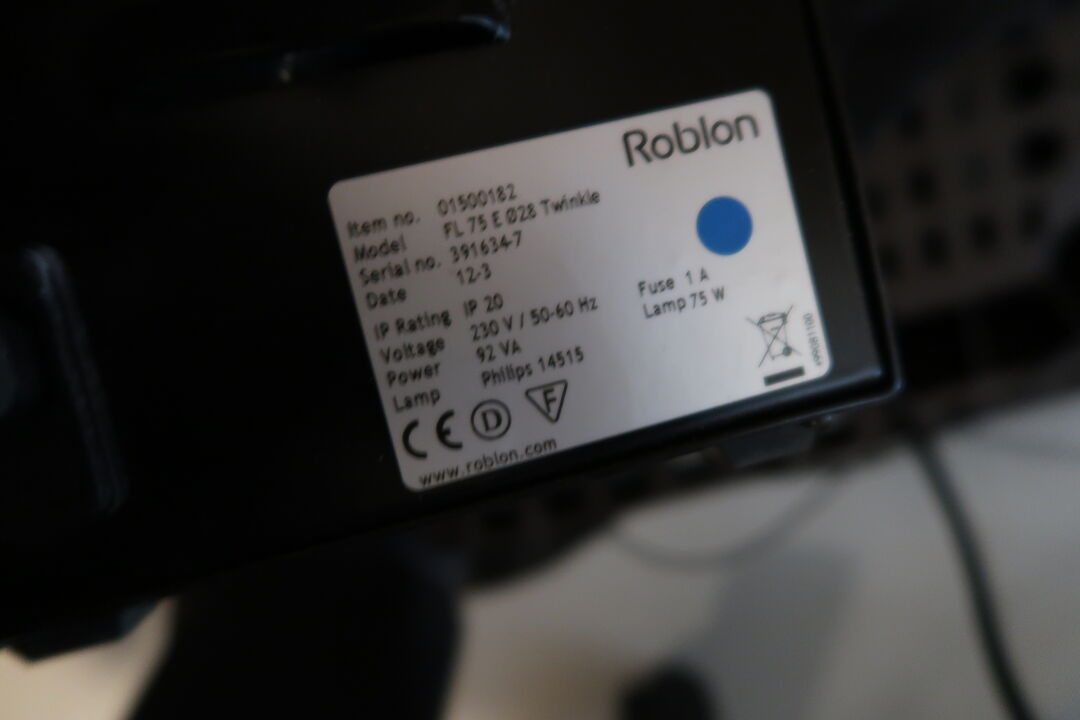 Roblon
Item no. 01500182
Model FL 75 E Ø28 Twinkle
Serial no. 391634-7
Date 12-3
IP Rating IP 20
Voltage 230 V / 50-60 Hz
Power 92 VA
Lamp Philips 14515
Fuse 1 A
Lamp 75 W
CE D F
www.roblon.com